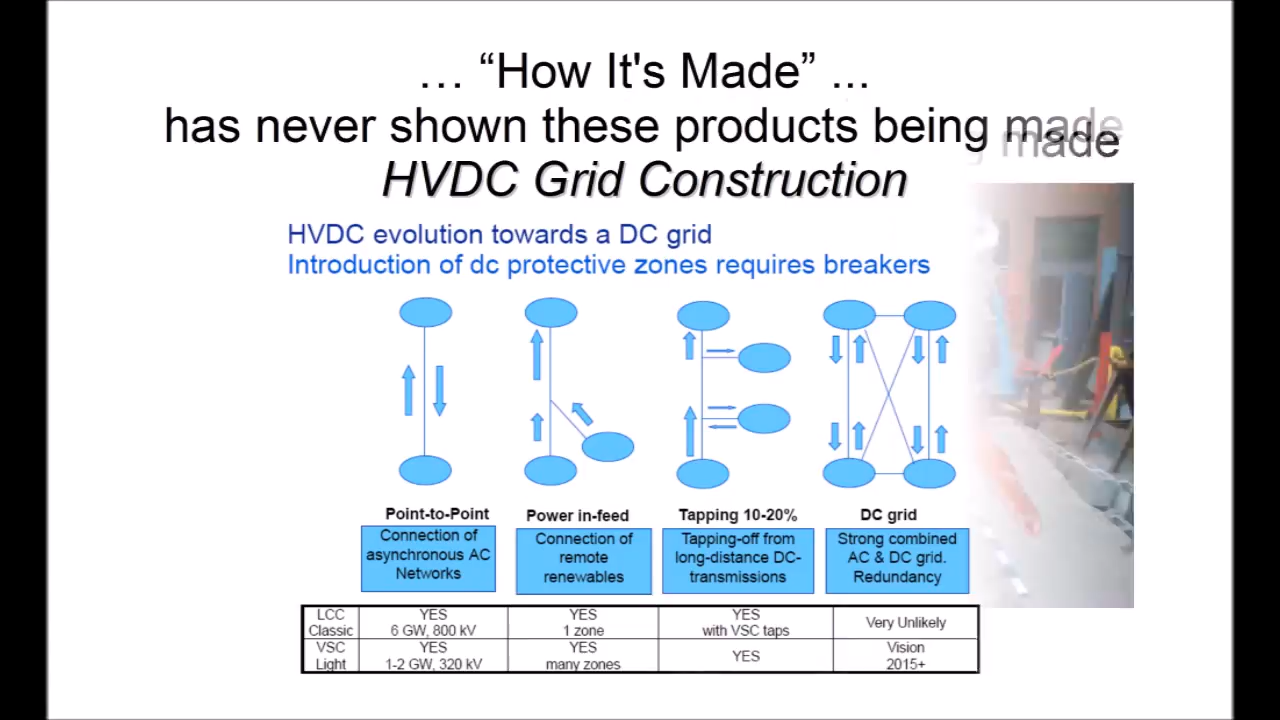 … “How It's Made” ...
has never shown these products being made
made
HVDC Grid Construction
HVDC evolution towards a DC grid
Introduction of dc protective zones requires breakers
Point-to-Point
Connection of
asynchronous AC
Networks
Power in-feed
Connection of
remote
renewables
Tapping 10-20%
Tapping-off from
long-distance DC-
transmissions
DC grid
Strong combined
AC & DC grid.
Redundancy
LCC
Classic
YES
6 GW, 800 kV
YES
1 zone
YES
with VSC taps
Very Unlikely
VSC
Light
YES
1-2 GW, 320 kV
YES
many zones
YES
Vision
2015+